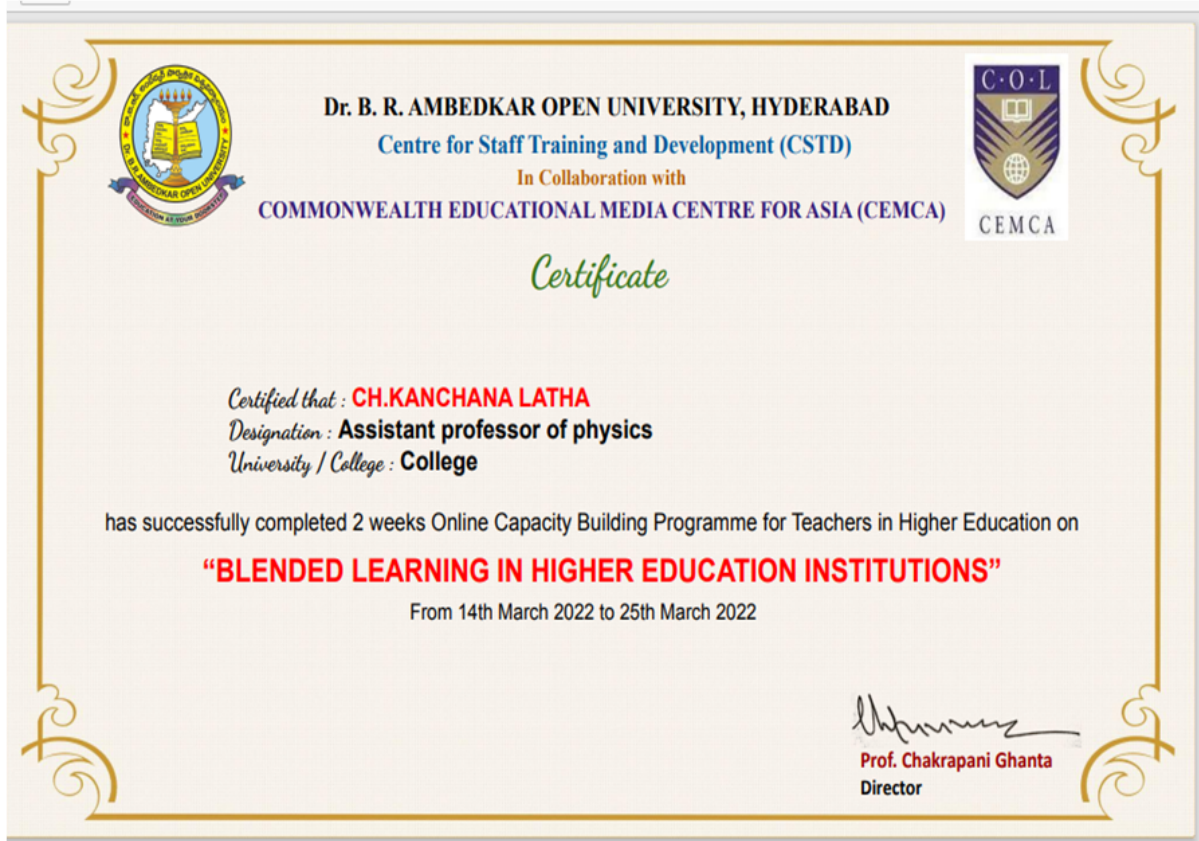 Dr. B. R. AMBEDKAR OPEN UNIVERSITY, HYDERABAD
Centre for Staff Training and Development (CSTD)
In Collaboration with
COMMONWEALTH EDUCATIONAL MEDIA CENTRE FOR ASIA (CEMCA)
DR. B.R. AMBEDKAR OPEN UNIVERSITY
EDUCATION AT YOUR DOORSTEP
C·O·L
CEMCA
Certificate
Certified that : CH.KANCHANA LATHA
Designation : Assistant professor of physics
University / College : College
has successfully completed 2 weeks Online Capacity Building Programme for Teachers in Higher Education on
“BLENDED LEARNING IN HIGHER EDUCATION INSTITUTIONS”
From 14th March 2022 to 25th March 2022
Prof. Chakrapani Ghanta
Director